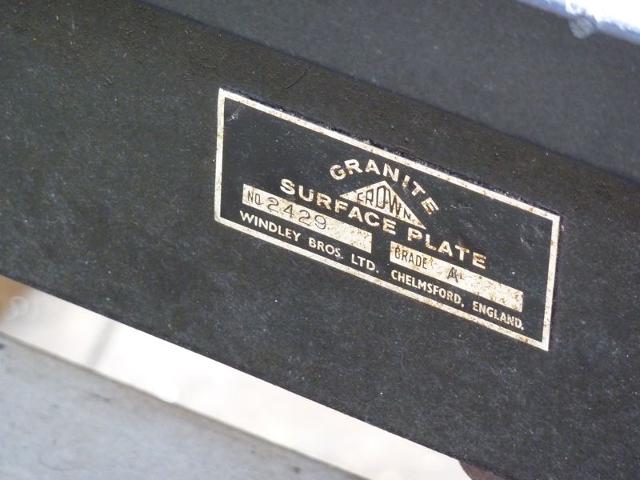 GRANITE
CROWN
SURFACE PLATE
NO 2429
GRADE A
WINDLEY BROS. LTD. CHELMSFORD, ENGLAND.